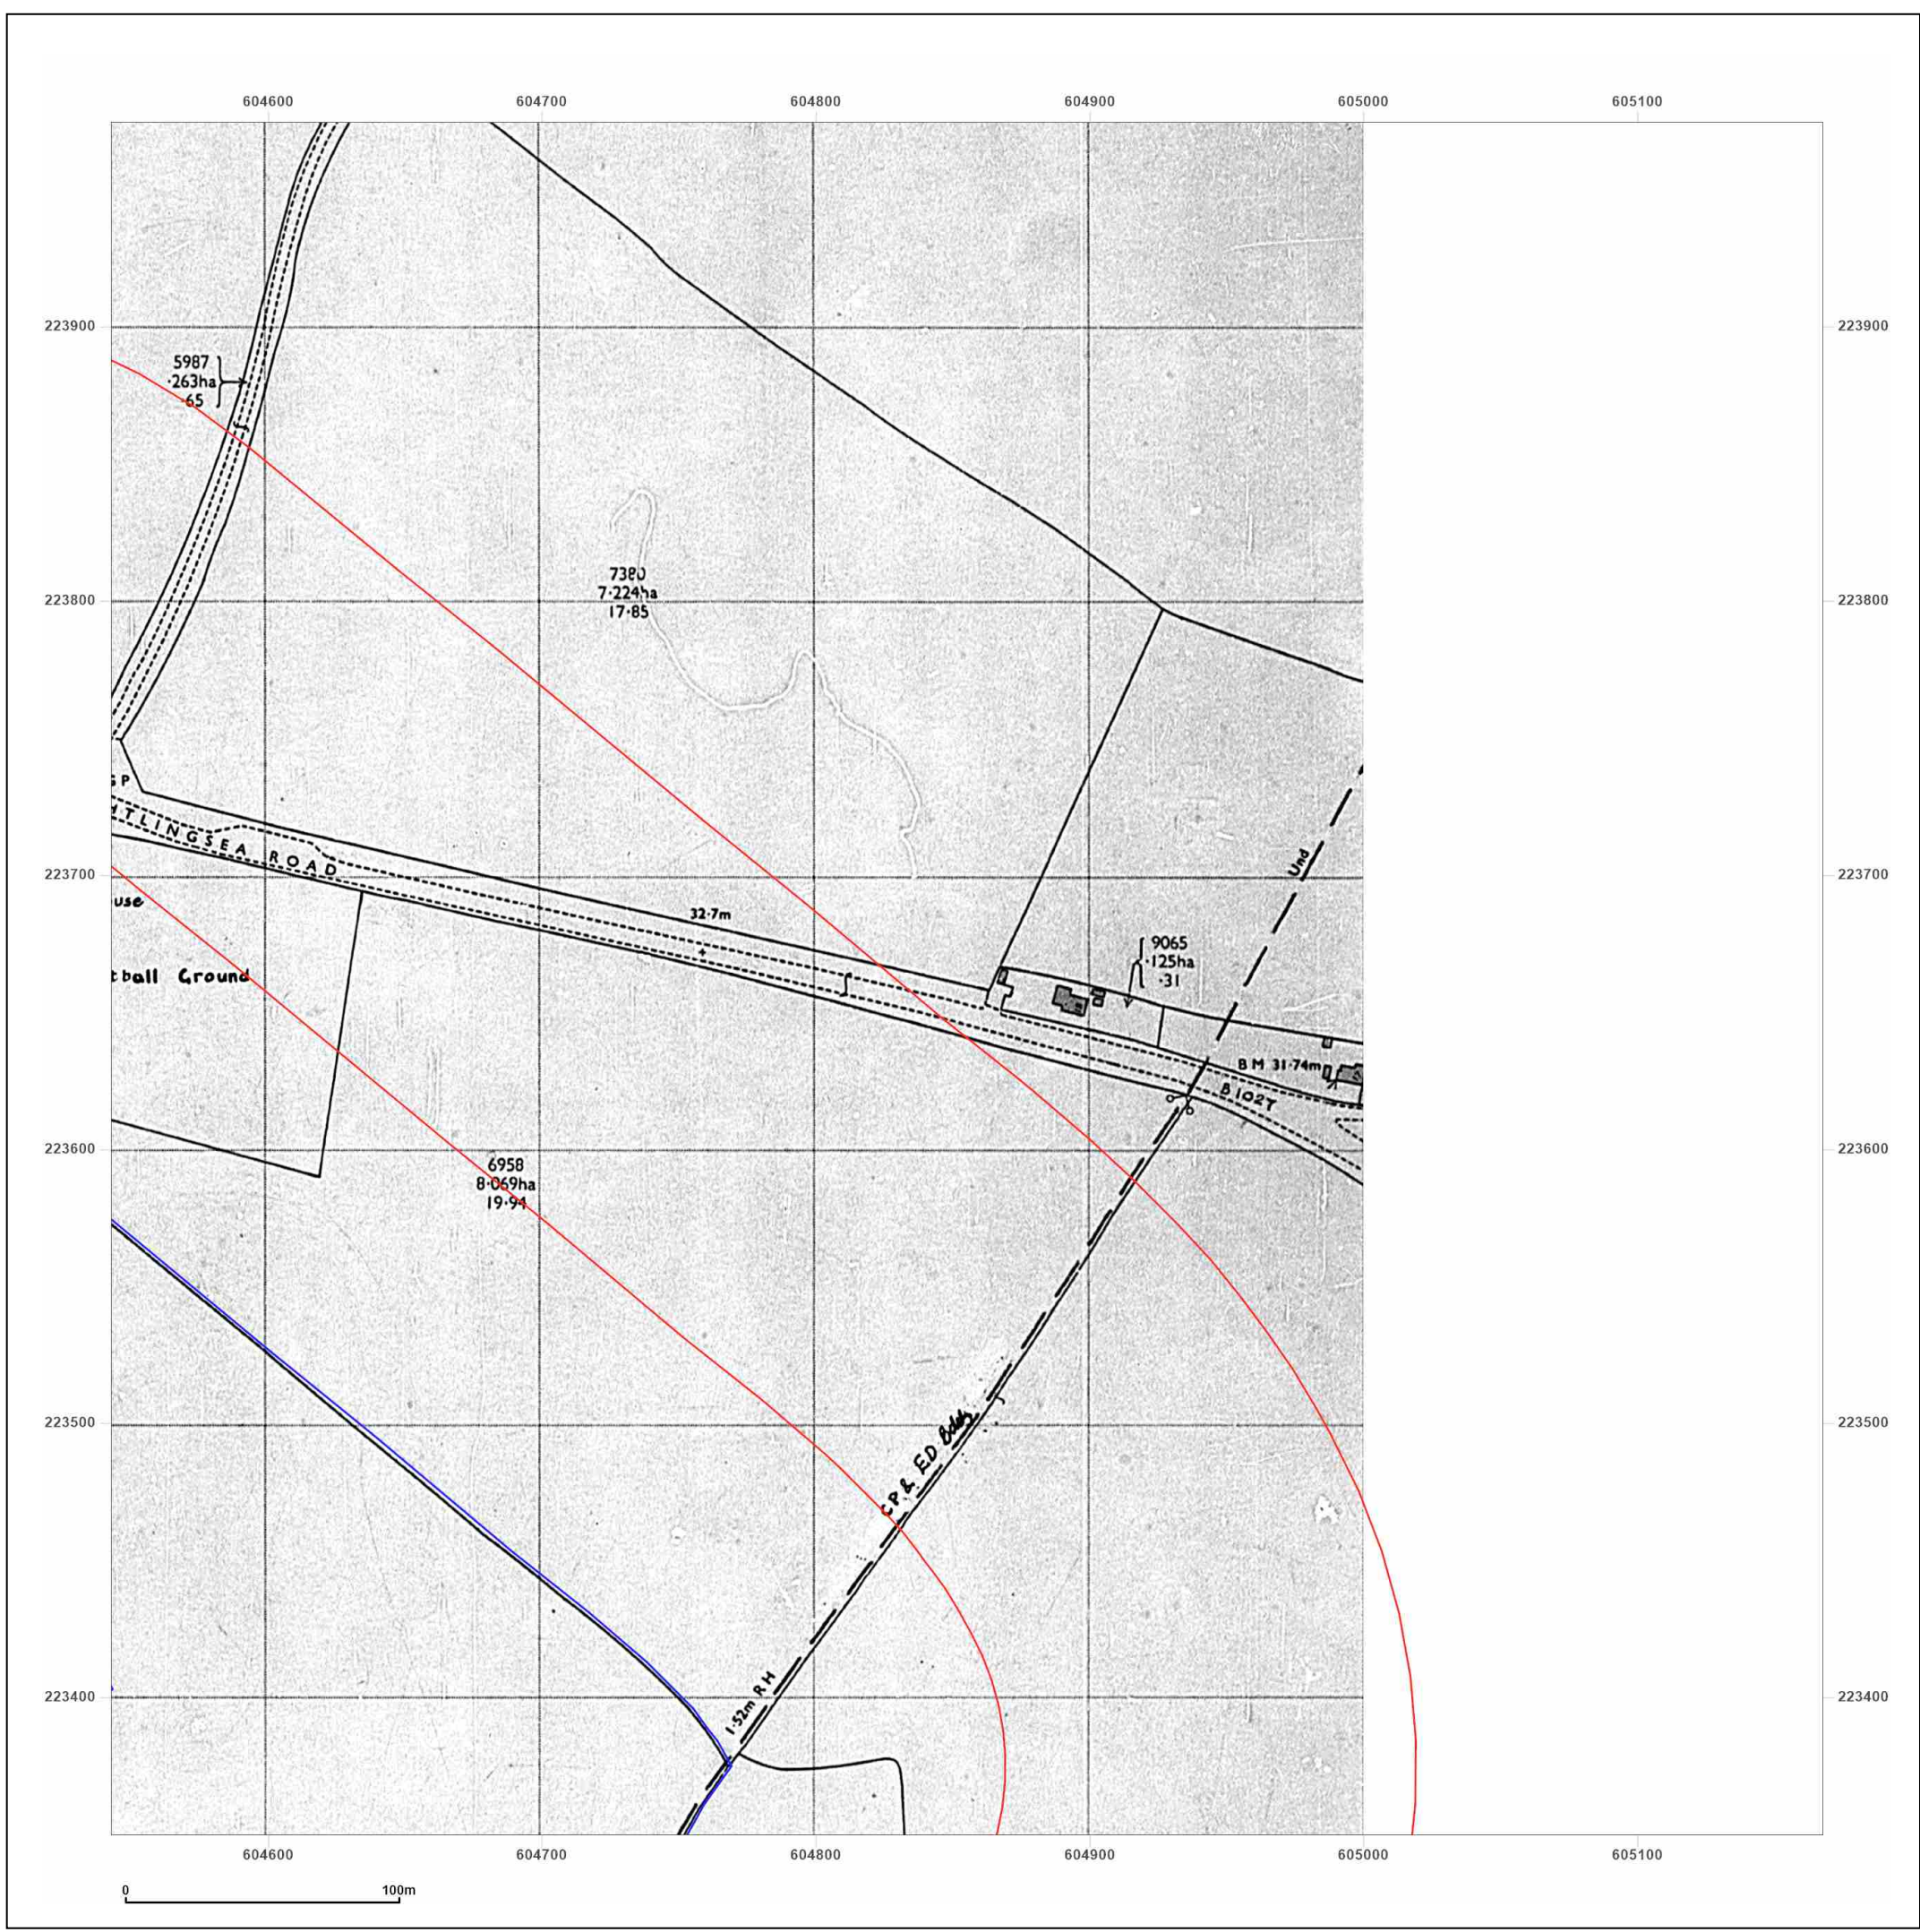 604600 604700 604800 604900 605000 605100
223900 223900
5987
·263ha
·65
7380
7·224ha
17·85
223800 223800
GP
HTLINGSEA ROAD
Und
223700 223700
use
32·7m
tball Ground
9065
·125ha
·31
BM 31·74m
B1027
223600 223600
6958
8·069ha
19·94
CP & ED Bdy
223500 223500
1·52m RH
223400 223400
604600 604700 604800 604900 605000 605100
0 100m